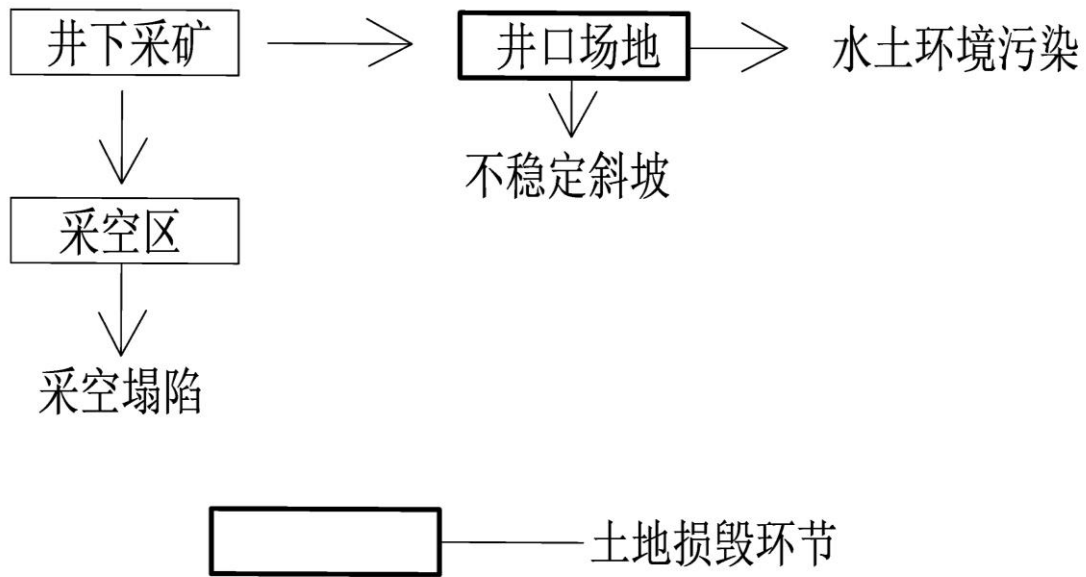 井下采矿
井口场地
水土环境污染
不稳定斜坡
采空区
采空塌陷
土地损毁环节